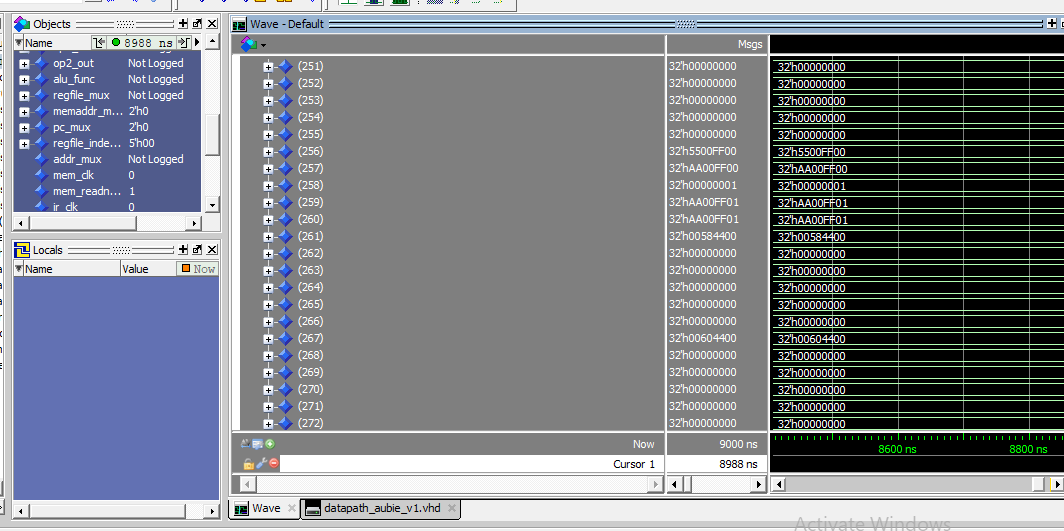 Objects
Name 8988 ns
op2_out Not Logged
alu_func Not Logged
regfile_mux Not Logged
memaddr_m... 2'h0
pc_mux 2'h0
regfile_inde... 5'h00
addr_mux Not Logged
mem_clk 0
mem_readn... 1
ir_clk 0
Locals
Name Value Now
Wave - Default
Msgs
(251) 32'h00000000 32'h00000000
(252) 32'h00000000 32'h00000000
(253) 32'h00000000 32'h00000000
(254) 32'h00000000 32'h00000000
(255) 32'h00000000 32'h00000000
(256) 32'h5500FF00 32'h5500FF00
(257) 32'hAA00FF00 32'hAA00FF00
(258) 32'h00000001 32'h00000001
(259) 32'hAA00FF01 32'hAA00FF01
(260) 32'hAA00FF01 32'hAA00FF01
(261) 32'h00584400 32'h00584400
(262) 32'h00000000 32'h00000000
(263) 32'h00000000 32'h00000000
(264) 32'h00000000 32'h00000000
(265) 32'h00000000 32'h00000000
(266) 32'h00000000 32'h00000000
(267) 32'h00604400 32'h00604400
(268) 32'h00000000 32'h00000000
(269) 32'h00000000 32'h00000000
(270) 32'h00000000 32'h00000000
(271) 32'h00000000 32'h00000000
(272) 32'h00000000 32'h00000000
Now 9000 ns 8600 ns 8800 ns
Cursor 1 8988 ns
Wave datapath_aubie_v1.vhd
Activate Windows